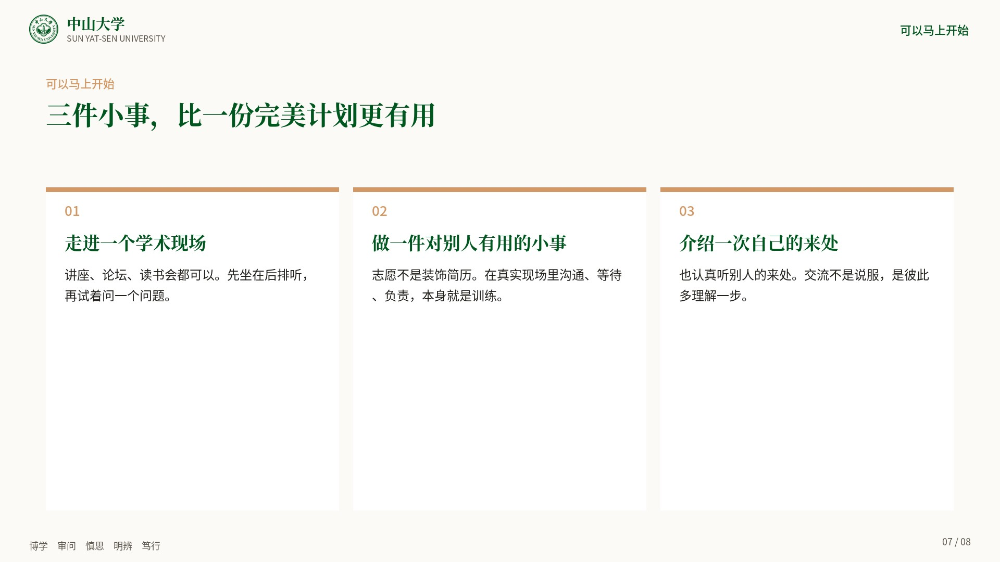 中山大学
SUN YAT-SEN UNIVERSITY
可以马上开始
可以马上开始
三件小事，比一份完美计划更有用
01
走进一个学术现场
讲座、论坛、读书会都可以。先坐在后排听，
再试着问一个问题。
02
做一件对别人有用的小事
志愿不是装饰简历。在真实现场里沟通、等待
、负责，本身就是训练。
03
介绍一次自己的来处
也认真听别人的来处。交流不是说服，是彼此
多理解一步。
博学 审问 慎思 明辨 笃行
07 / 08